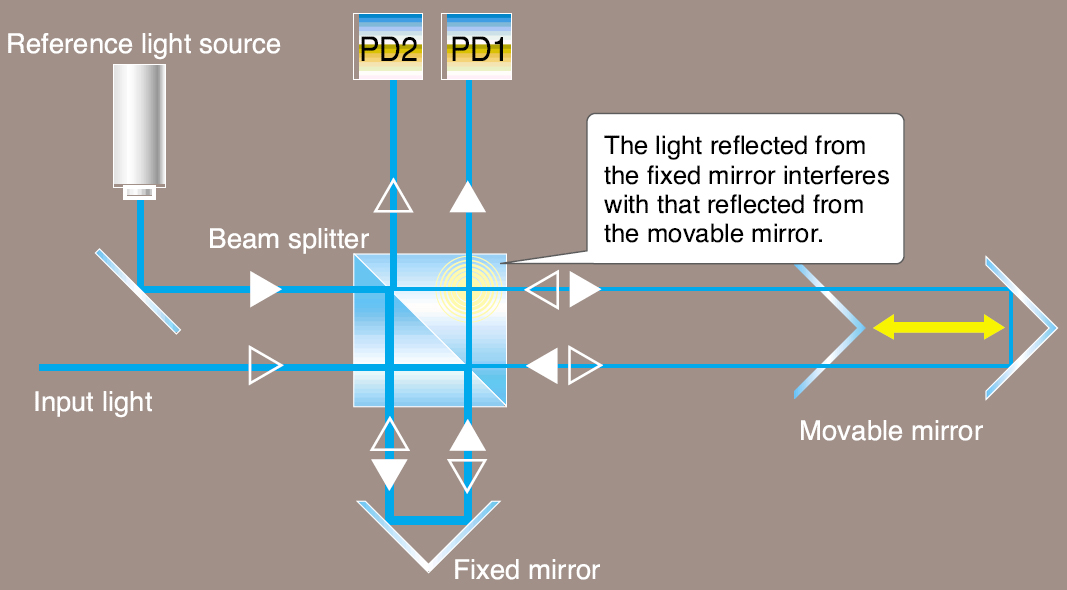 Reference light source
PD2
PD1
The light reflected from
the fixed mirror interferes
with that reflected from
the movable mirror.
Beam splitter
Input light
Movable mirror
Fixed mirror